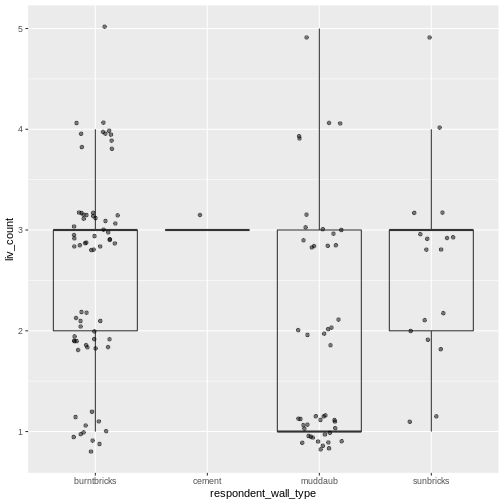 5
4
3
2
1
liv_count
burntbricks cement muddaub sunbricks
respondent_wall_type